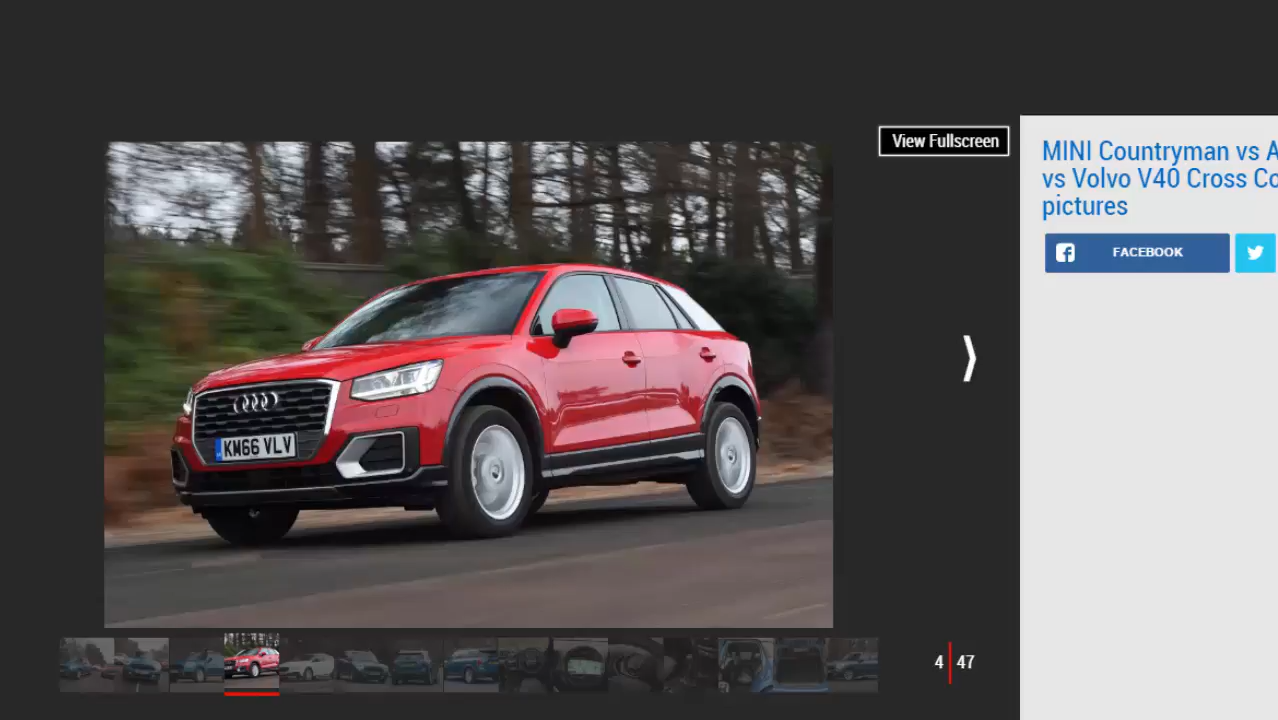 View Fullscreen
MINI Countryman vs A
vs Volvo V40 Cross Co
pictures
FACEBOOK
KM66 VLV
4 47